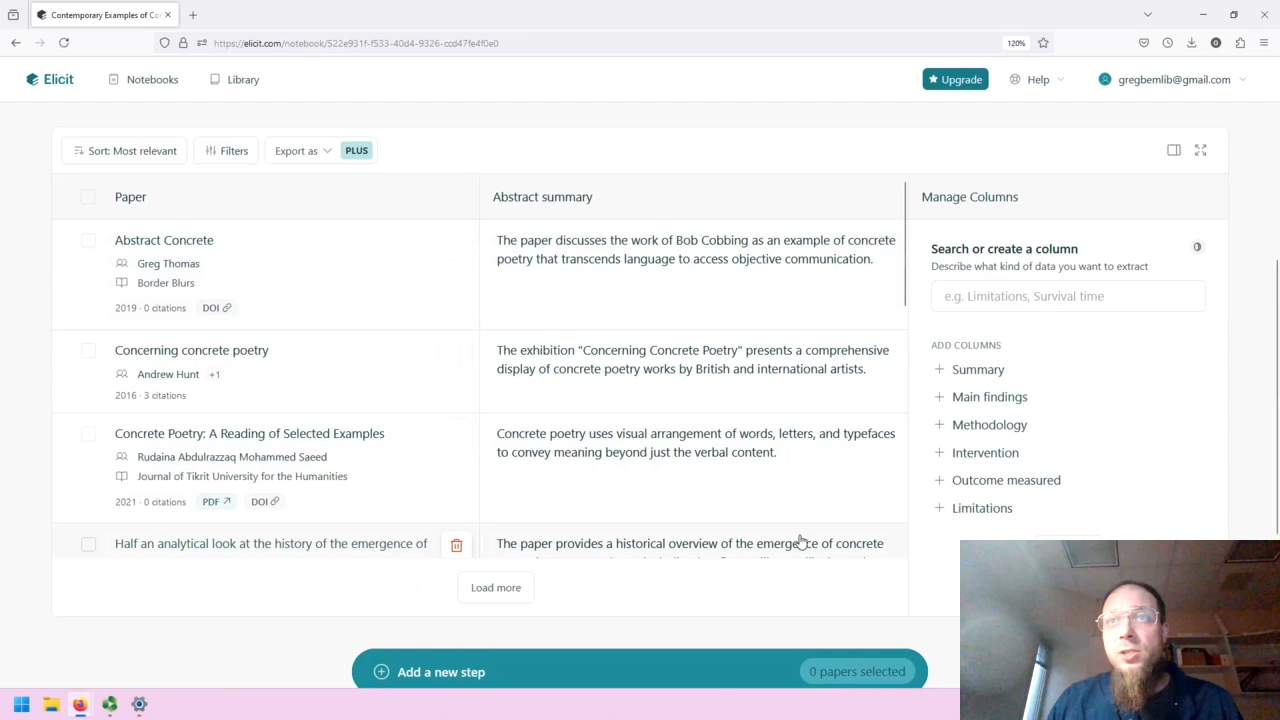 Contemporary Examples of Con
https://elicit.com/notebook/522e931f-f533-40d4-9326-ccd47fe4f0e0
120%
Elicit
Notebooks
Library
Upgrade
Help
gregbemlib@gmail.com
Sort: Most relevant
Filters
Export as
PLUS
Paper
Abstract summary
Manage Columns
Abstract Concrete
Greg Thomas
Border Blurs
2019 · 0 citations
DOI
The paper discusses the work of Bob Cobbing as an example of concrete
poetry that transcends language to access objective communication.
Concerning concrete poetry
Andrew Hunt +1
2016 · 3 citations
The exhibition "Concerning Concrete Poetry" presents a comprehensive
display of concrete poetry works by British and international artists.
Concrete Poetry: A Reading of Selected Examples
Rudaina Abdulrazzaq Mohammed Saeed
Journal of Tikrit University for the Humanities
2021 · 0 citations
PDF
DOI
Concrete poetry uses visual arrangement of words, letters, and typefaces
to convey meaning beyond just the verbal content.
Half an analytical look at the history of the emergence of
The paper provides a historical overview of the emergence of concrete
Load more
Search or create a column
Describe what kind of data you want to extract
e.g. Limitations, Survival time
ADD COLUMNS
Summary
Main findings
Methodology
Intervention
Outcome measured
Limitations
Add a new step
0 papers selected